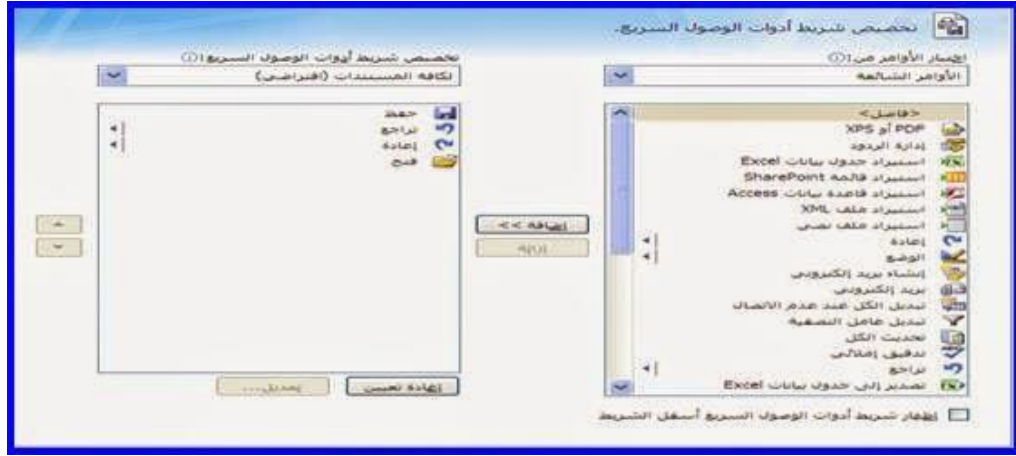 تخصيص شريط أدوات الوصول السريع.
اختيار الأوامر من:
الأوامر الشائعة
<فاصل>
PDF أو XPS
إدارة الردود
استيراد جدول بيانات Excel
استيراد قائمة SharePoint
استيراد قاعدة بيانات Access
استيراد ملف XML
استيراد ملف نصي
إعادة
الوضع
إنشاء بريد إلكتروني
بريد إلكتروني
تبديل الكل عند عدم الاتصال
تبديل عامل التصفية
تحديث الكل
تدقيق إملائي
تراجع
تصدير إلى جدول بيانات Excel
إظهار شريط أدوات الوصول السريع أسفل الشريط
إضافة >>
إزالة
تخصيص شريط أدوات الوصول السريع:
لكافة المستندات (افتراضي)
حفظ
تراجع
إعادة
فتح
إعادة تعيين
تعديل...